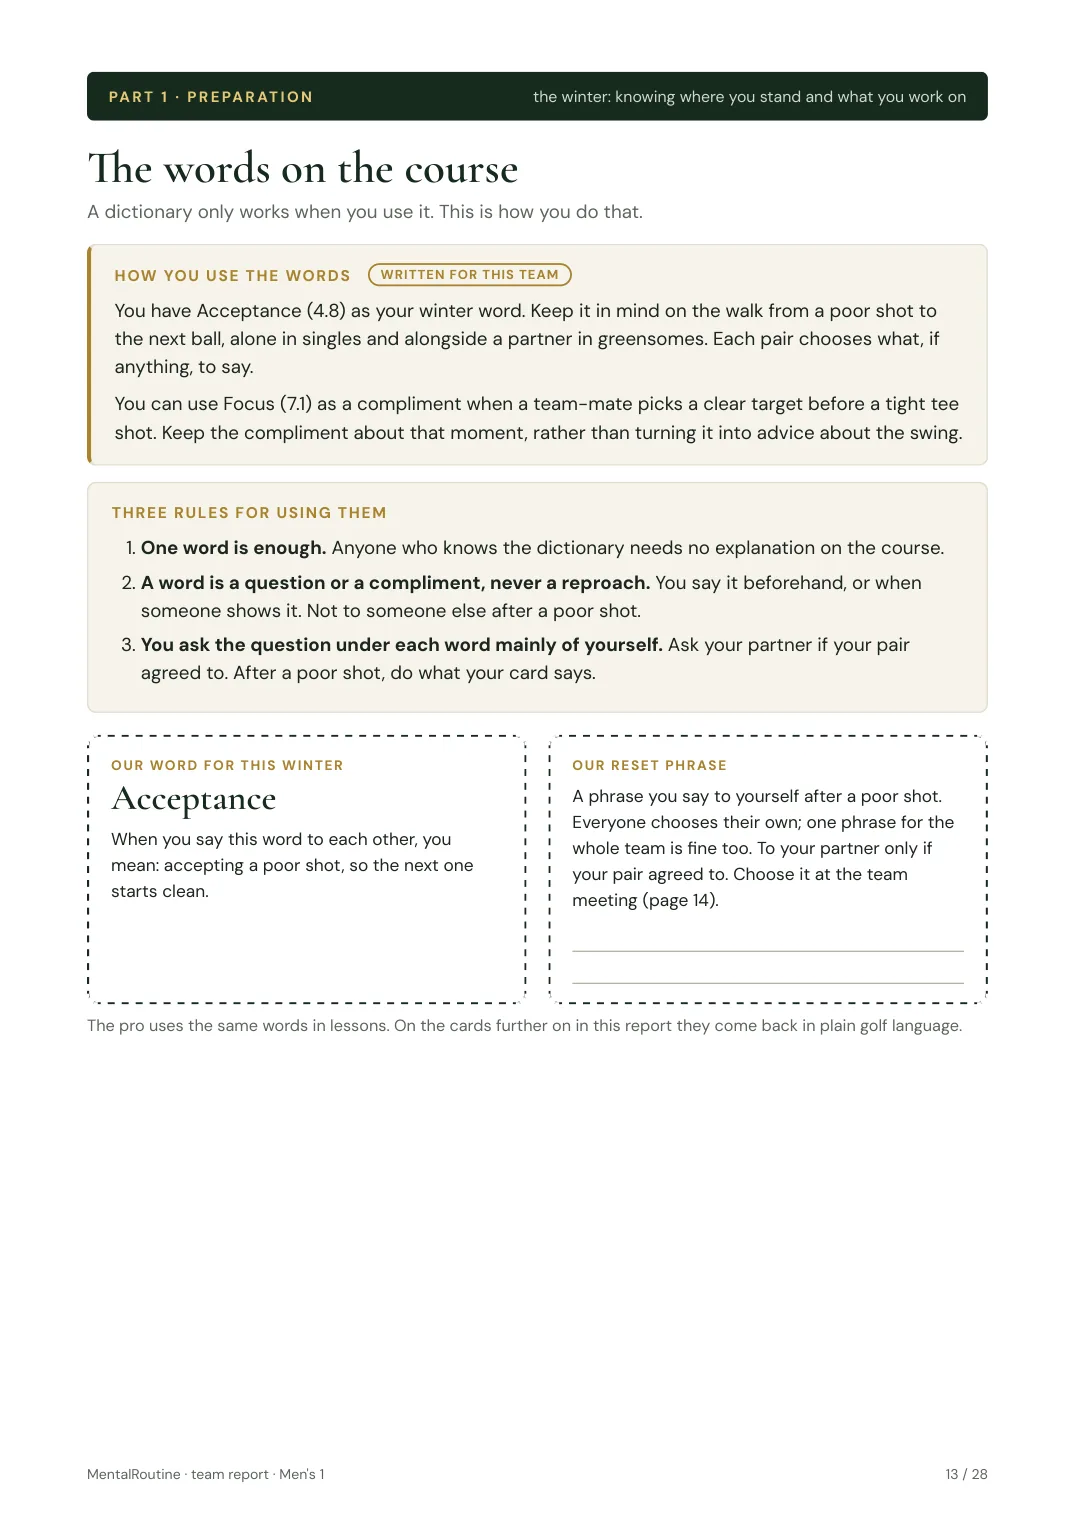 PART 1 · PREPARATION
the winter: knowing where you stand and what you work on
The words on the course
A dictionary only works when you use it. This is how you do that.
HOW YOU USE THE WORDS
WRITTEN FOR THIS TEAM
You have Acceptance (4.8) as your winter word. Keep it in mind on the walk from a poor shot to
the next ball, alone in singles and alongside a partner in greensomes. Each pair chooses what, if
anything, to say.
You can use Focus (7.1) as a compliment when a team-mate picks a clear target before a tight tee
shot. Keep the compliment about that moment, rather than turning it into advice about the swing.
THREE RULES FOR USING THEM
1. One word is enough. Anyone who knows the dictionary needs no explanation on the course.
2. A word is a question or a compliment, never a reproach. You say it beforehand, or when
someone shows it. Not to someone else after a poor shot.
3. You ask the question under each word mainly of yourself. Ask your partner if your pair
agreed to. After a poor shot, do what your card says.
OUR WORD FOR THIS WINTER
Acceptance
When you say this word to each other, you
mean: accepting a poor shot, so the next one
starts clean.
OUR RESET PHRASE
A phrase you say to yourself after a poor shot.
Everyone chooses their own; one phrase for the
whole team is fine too. To your partner only if
your pair agreed to. Choose it at the team
meeting (page 14).
The pro uses the same words in lessons. On the cards further on in this report they come back in plain golf language.
MentalRoutine · team report · Men's 1
13 / 28